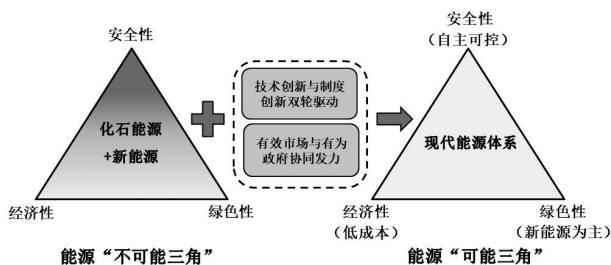 安全性
化石能源
+新能源
经济性
绿色性
能源“不可能三角”
技术创新与制度
创新双轮驱动
有效市场与有为
政府协同发力
安全性
（自主可控）
现代能源体系
经济性
（低成本）
绿色性
（新能源为主）
能源“可能三角”